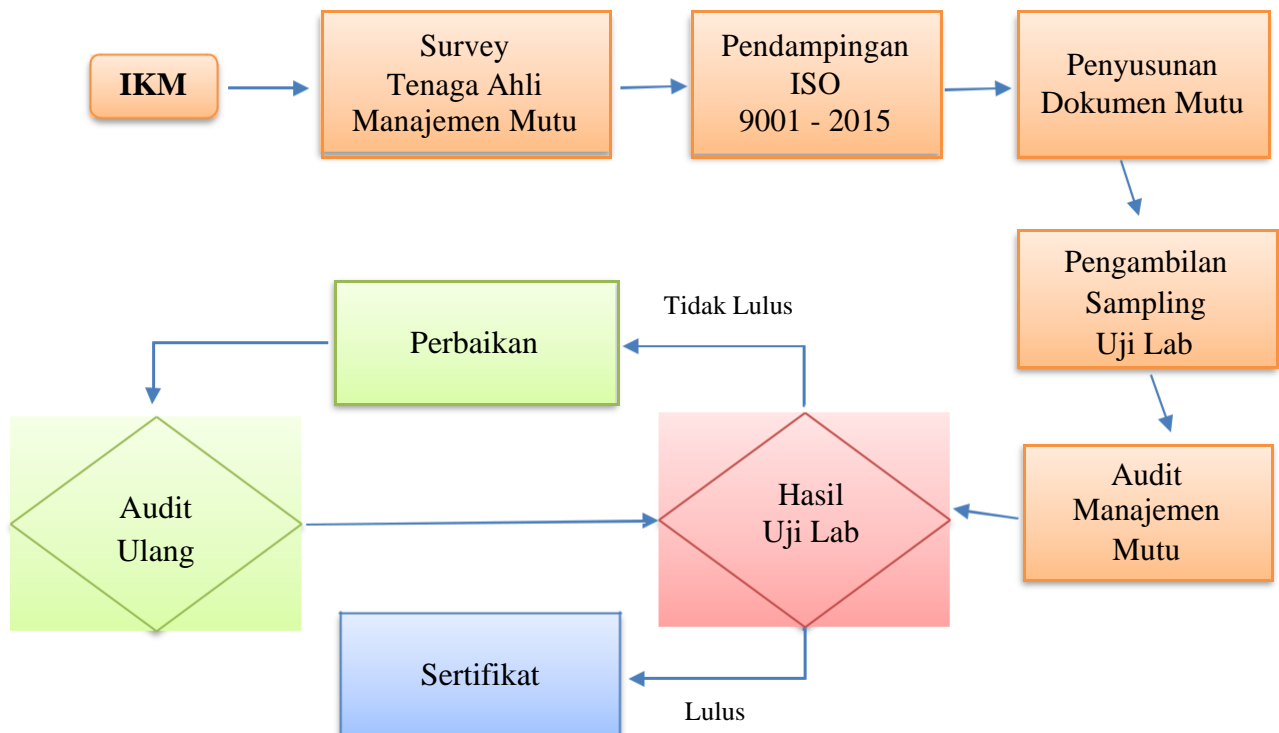 IKM
Survey
Tenaga Ahli
Manajemen Mutu
Pendampingan
ISO
9001 - 2015
Penyusunan
Dokumen Mutu
Pengambilan
Sampling
Uji Lab
Audit
Manajemen
Mutu
Hasil
Uji Lab
Tidak Lulus
Perbaikan
Audit
Ulang
Lulus
Sertifikat